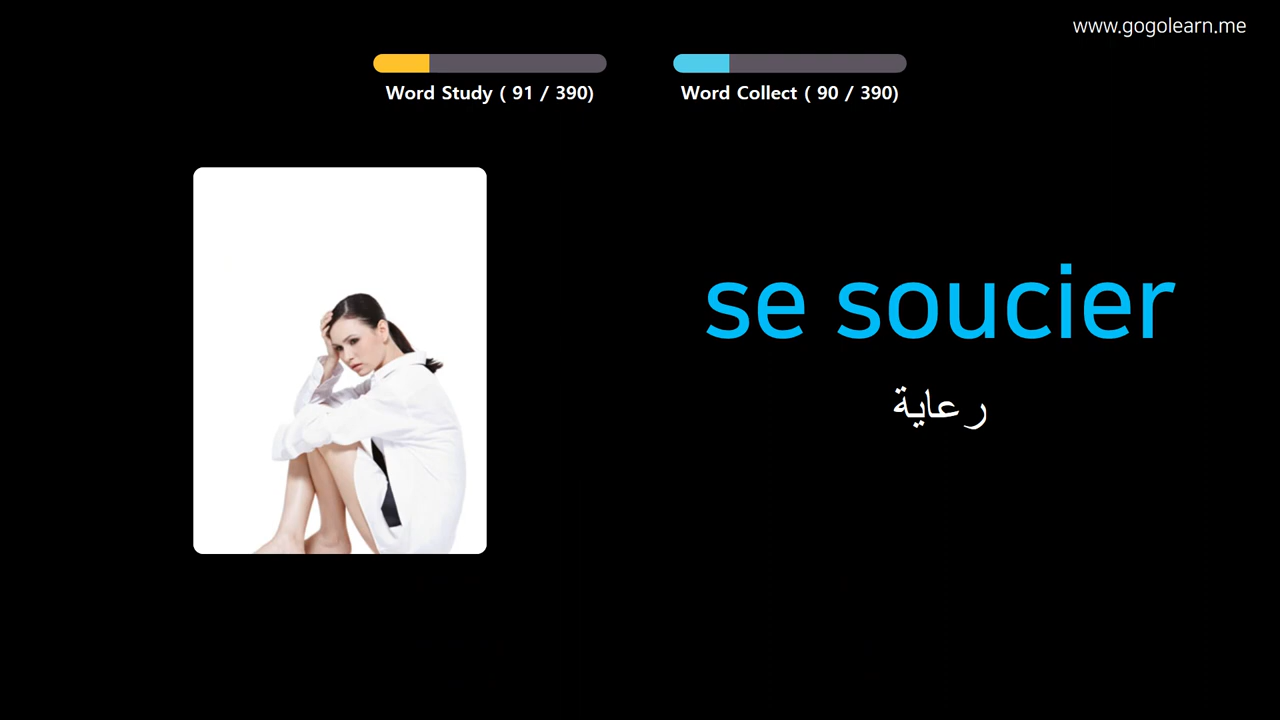 www.gogolearn.me
Word Study ( 91 / 390)
Word Collect ( 90 / 390)
se soucier
رعاية